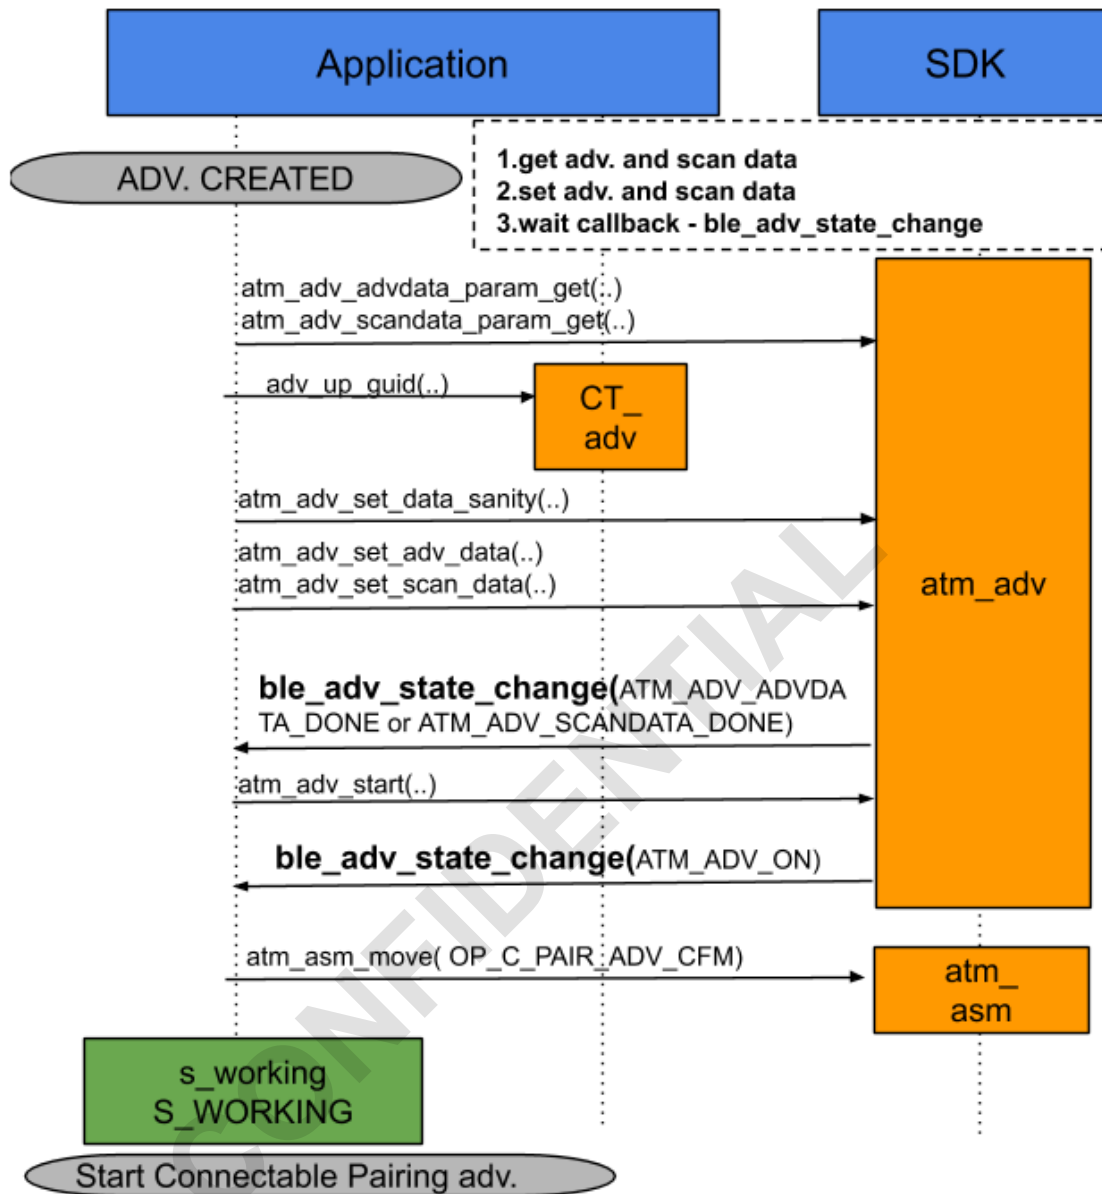 Application
SDK
ADV. CREATED
1.get adv. and scan data
2.set adv. and scan data
3.wait callback - ble_adv_state_change
atm_adv_advdata_param_get(..)
atm_adv_scandata_param_get(..)
adv_up_guid(..)
CT_
adv
atm_adv_set_data_sanity(..)
atm_adv_set_adv_data(..)
atm_adv_set_scan_data(..)
atm_adv
ble_adv_state_change(ATM_ADV_ADVDA
TA_DONE or ATM_ADV_SCANDATA_DONE)
atm_adv_start(..)
ble_adv_state_change(ATM_ADV_ON)
atm_asm_move( OP_C_PAIR_ADV_CFM)
atm_
asm
s_working
S_WORKING
Start Connectable Pairing adv.
CONFIDENTIAL